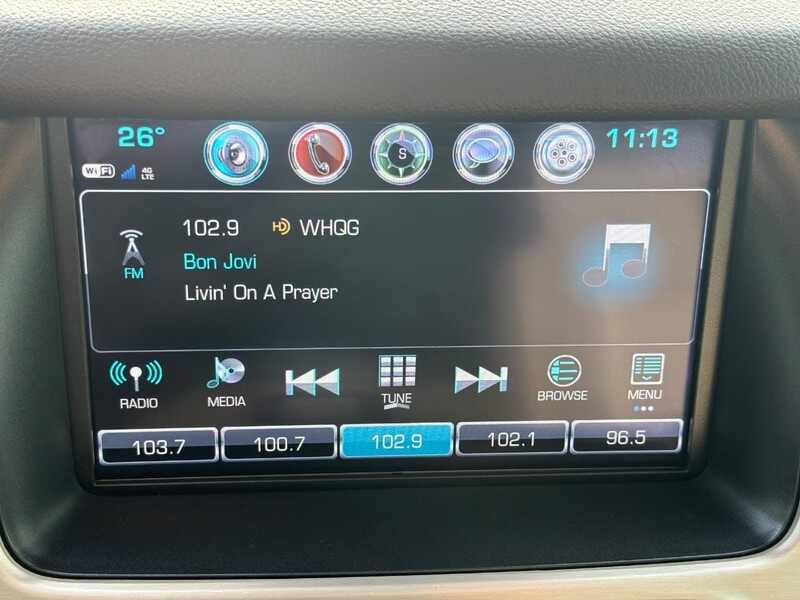 26°
11:13
WiFi
4G
LTE
S
102.9 HD WHQG
FM
Bon Jovi
Livin' On A Prayer
RADIO
MEDIA
TUNE
BROWSE
MENU
103.7
100.7
102.9
102.1
96.5